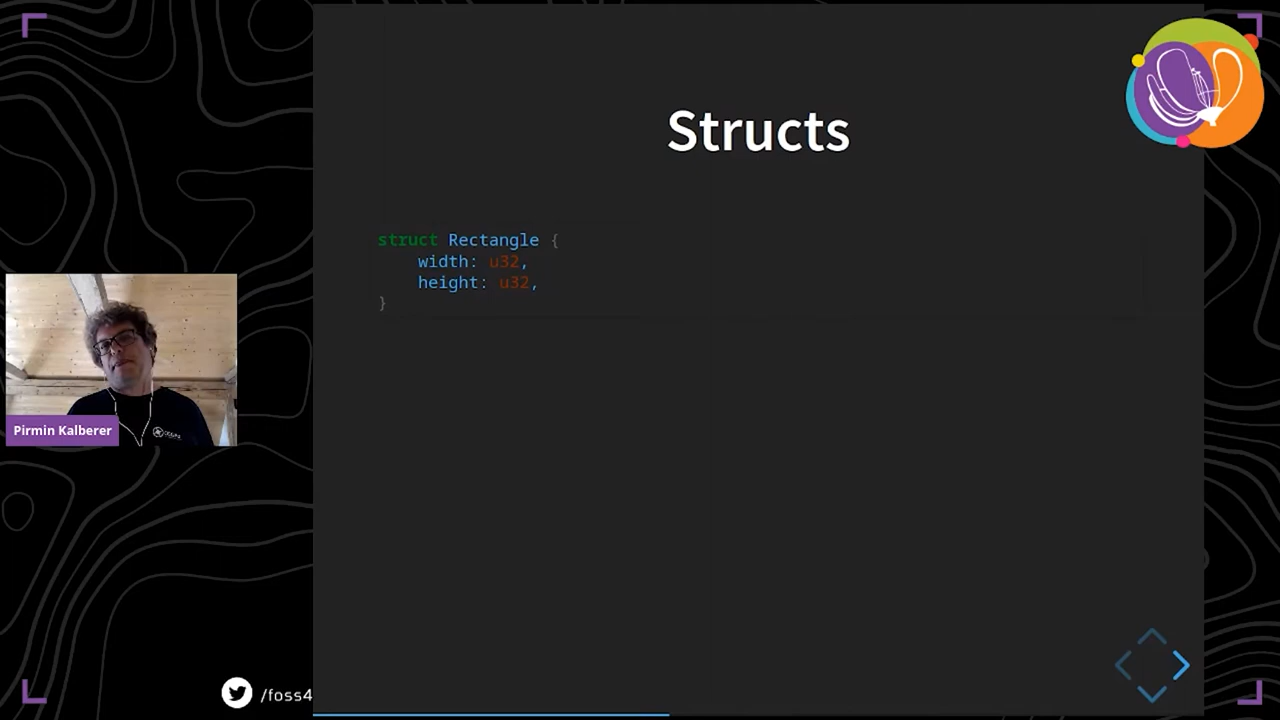 Structs
struct Rectangle {
    width: u32,
    height: u32,
}
Pirmin Kalberer
/foss4